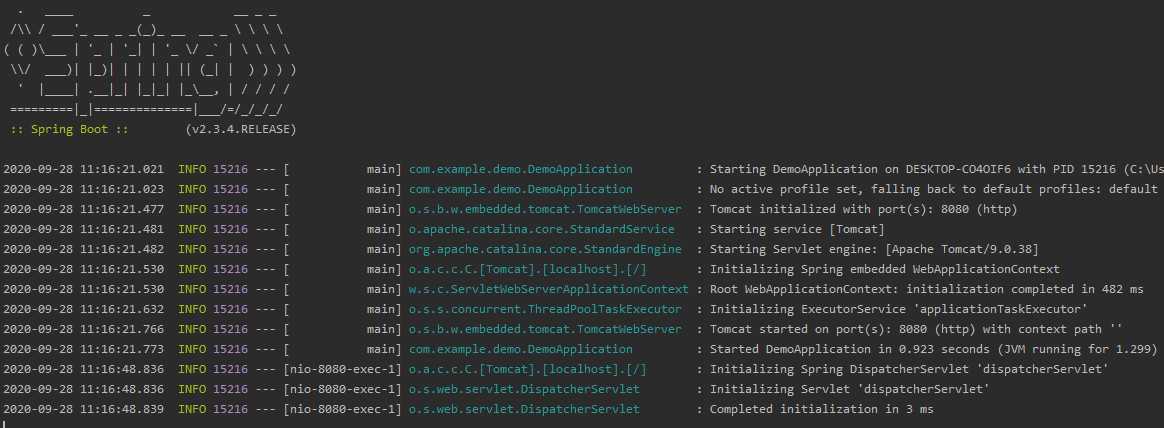 .   ____          _            __ _ _
 /\\ / ___'_ __ _ _(_)_ __  __ _ \ \ \ \
( ( )\___ | '_ | '_| | '_ \/ _` | \ \ \ \
 \\/  ___)| |_)| | | | | || (_| |  ) ) ) )
  '  |____| .__|_| |_|_| |_\__, | / / / /
 =========|_|==============|___/=/_/_/_/
 :: Spring Boot ::        (v2.3.4.RELEASE)
2020-09-28 11:16:21.021  INFO 15216 --- [           main] com.example.demo.DemoApplication         : Starting DemoApplication on DESKTOP-CO4OIF6 with PID 15216 (C:\Us
2020-09-28 11:16:21.023  INFO 15216 --- [           main] com.example.demo.DemoApplication         : No active profile set, falling back to default profiles: default
2020-09-28 11:16:21.477  INFO 15216 --- [           main] o.s.b.w.embedded.tomcat.TomcatWebServer  : Tomcat initialized with port(s): 8080 (http)
2020-09-28 11:16:21.481  INFO 15216 --- [           main] o.apache.catalina.core.StandardService   : Starting service [Tomcat]
2020-09-28 11:16:21.482  INFO 15216 --- [           main] org.apache.catalina.core.StandardEngine  : Starting Servlet engine: [Apache Tomcat/9.0.38]
2020-09-28 11:16:21.530  INFO 15216 --- [           main] o.a.c.c.C.[Tomcat].[localhost].[/]       : Initializing Spring embedded WebApplicationContext
2020-09-28 11:16:21.530  INFO 15216 --- [           main] w.s.c.ServletWebServerApplicationContext : Root WebApplicationContext: initialization completed in 482 ms
2020-09-28 11:16:21.632  INFO 15216 --- [           main] o.s.s.concurrent.ThreadPoolTaskExecutor  : Initializing ExecutorService 'applicationTaskExecutor'
2020-09-28 11:16:21.766  INFO 15216 --- [           main] o.s.b.w.embedded.tomcat.TomcatWebServer  : Tomcat started on port(s): 8080 (http) with context path ''
2020-09-28 11:16:21.773  INFO 15216 --- [           main] com.example.demo.DemoApplication         : Started DemoApplication in 0.923 seconds (JVM running for 1.299)
2020-09-28 11:16:48.836  INFO 15216 --- [nio-8080-exec-1] o.a.c.c.C.[Tomcat].[localhost].[/]       : Initializing Spring DispatcherServlet 'dispatcherServlet'
2020-09-28 11:16:48.836  INFO 15216 --- [nio-8080-exec-1] o.s.web.servlet.DispatcherServlet        : Initializing Servlet 'dispatcherServlet'
2020-09-28 11:16:48.839  INFO 15216 --- [nio-8080-exec-1] o.s.web.servlet.DispatcherServlet        : Completed initialization in 3 ms